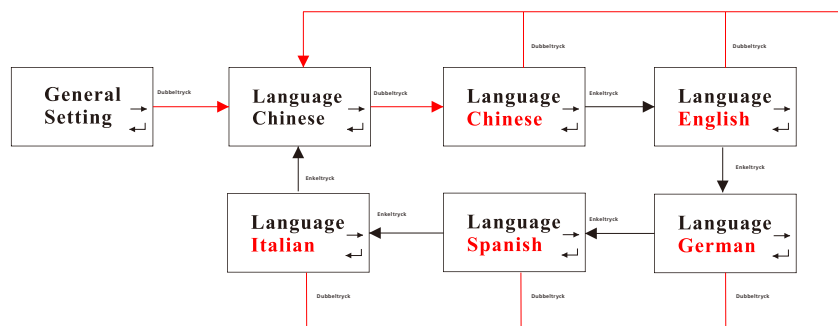 Dubbeltryck
Dubbeltryck
General
Setting
Dubbeltryck
Language
Chinese
Dubbeltryck
Language
Chinese
Enkeltryck
Language
English
Enkeltryck
Enkeltryck
Language
Italian
Enkeltryck
Language
Spanish
Enkeltryck
Language
German
Dubbeltryck
Dubbeltryck
Dubbeltryck